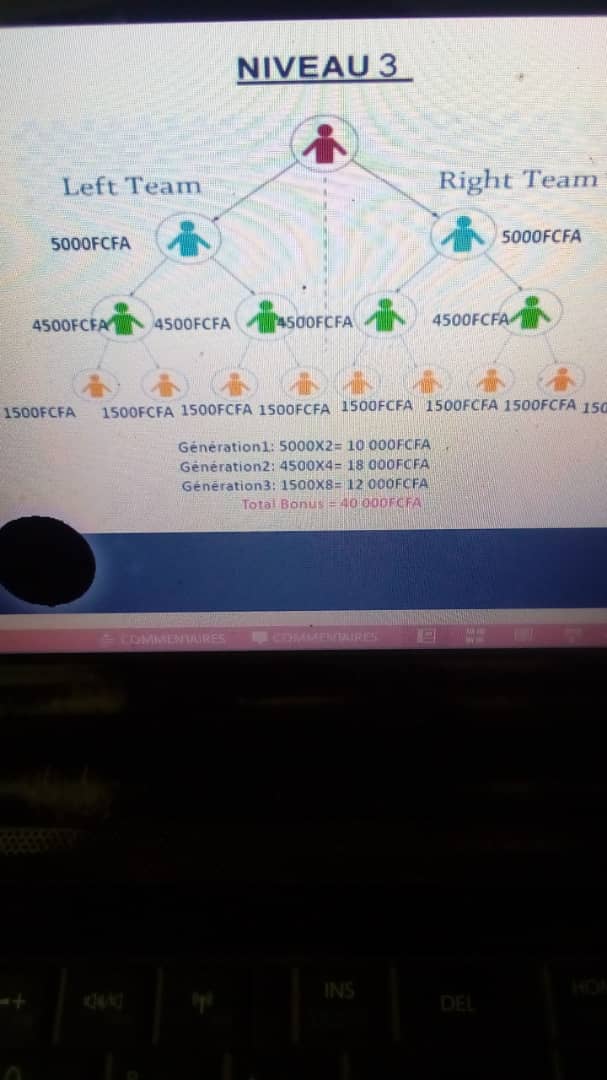 NIVEAU 3
Left Team
Right Team
5000FCFA
5000FCFA
4500FCFA
4500FCFA
4500FCFA
4500FCFA
1500FCFA
1500FCFA
1500FCFA
1500FCFA
1500FCFA
1500FCFA
1500FCFA
150
Génération1: 5000X2= 10 000FCFA
Génération2: 4500X4= 18 000FCFA
Génération3: 1500X8= 12 000FCFA
Total Bonus = 40 000FCFA
COMMENTAIRES
COMMENTAIRES
INS
DEL